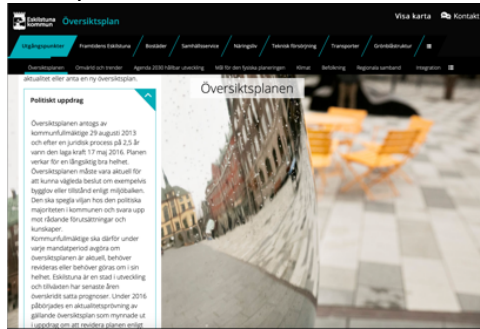 Eskilstuna kommun
Översiktsplan
Visa karta
Kontakt
Utgångspunkter
Framtidens Eskilstuna
Bostäder
Samhällsservice
Näringsliv
Teknisk försörjning
Transporter
Grönblåstruktur
Översiktsplanen
Omvärld och trender
Agenda 2030 hållbar utveckling
Mål för den fysiska planeringen
Klimat
Befolkning
Regionala samband
Integration
aktualitet eller anta en ny översiktsplan.
Översiktsplanen
Politiskt uppdrag
Översiktsplanen antogs av
kommunfullmäktige 29 augusti 2013
och efter en juridisk process på 2,5 år
vann den laga kraft 17 maj 2016. Planen
verkar för en långsiktig bra helhet.
Översiktsplanen måste vara aktuell för
att kunna vägleda beslut om exempelvis
bygglov eller tillstånd enligt miljöbalken.
Den ska spegla viljan hos den politiska
majoriteten i kommunen och svara upp
mot rådande förutsättningar och
kunskaper.
Kommunfullmäktige ska därför under
varje mandatperiod avgöra om
översiktsplanen är aktuell, behöver
revideras eller behöver göras om i sin
helhet. Eskilstuna är en stad i utveckling
och tillväxten har senaste åren
överskridit satta prognoser. Under 2016
påbörjades en aktualitetsprövning av
gällande översiktsplan som mynnade ut
i uppdrag om att revidera planen enligt